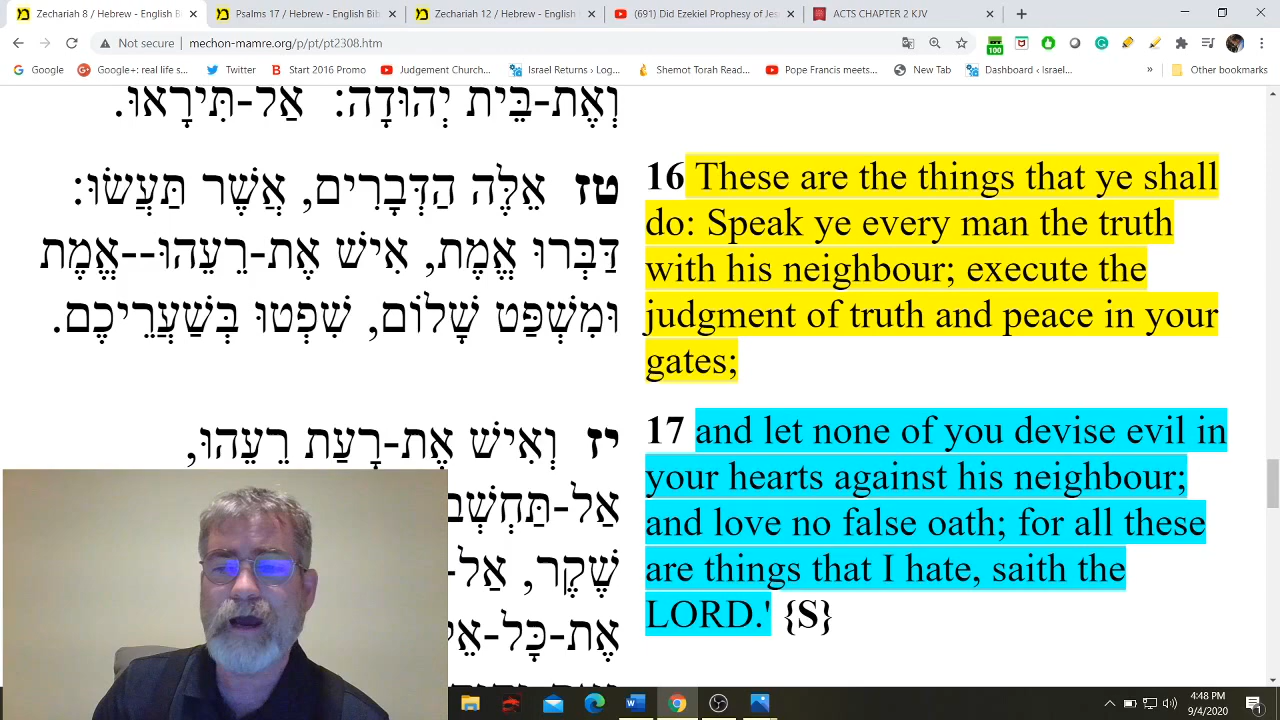 Zechariah 8 / Hebrew - English B
Psalms 17 / Hebrew - English Bib
Zechariah 12 / Hebrew - English
(691) Did Ezekiel Prophesy of Jes
ACTS CHAPTER 2 KJV
Not secure | mechon-mamre.org/p/pt/pt2308.htm
100
Google
Google+: real life s...
Twitter
Start 2016 Promo
Judgement Church...
Israel Returns › Log...
Shemot Torah Read...
Pope Francis meets...
New Tab
Dashboard ‹ Israel...
Other bookmarks
וְאֶת-בֵּית יְהוּדָה: אַל-תִּירָאוּ.
טז אֵלֶּה הַדְּבָרִים, אֲשֶׁר תַּעֲשׂוּ:
דַּבְּרוּ אֱמֶת, אִישׁ אֶת-רֵעֵהוּ--אֱמֶת
וּמִשְׁפַּט שָׁלוֹם, שִׁפְטוּ בְּשַׁעֲרֵיכֶם.
16 These are the things that ye shall
do: Speak ye every man the truth
with his neighbour; execute the
judgment of truth and peace in your
gates;
יז וְאִישׁ אֶת-רָעַת רֵעֵהוּ,
אַל-תַּחְשְׁב
שֶׁקֶר, אַל-
אֶת-כָּל-אֵ
17 and let none of you devise evil in
your hearts against his neighbour;
and love no false oath; for all these
are things that I hate, saith the
LORD.' {S}
4:48 PM
9/4/2020